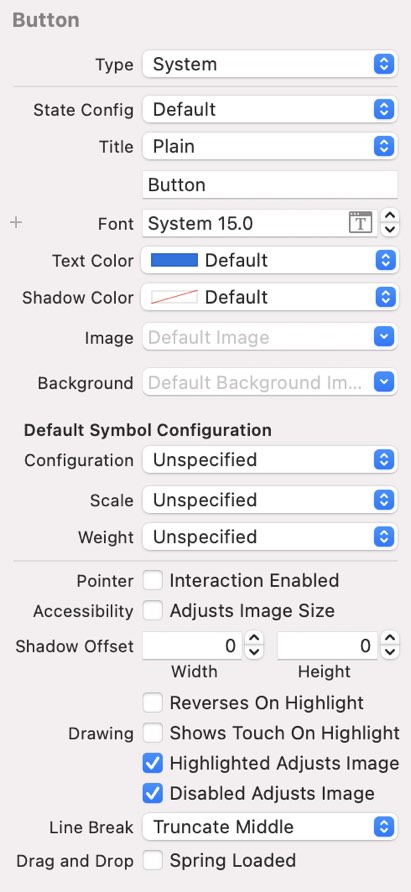 Button
Type System
State Config Default
Title Plain
Button
+ Font System 15.0 T
Text Color Default
Shadow Color Default
Image Default Image
Background Default Background Im...
Default Symbol Configuration
Configuration Unspecified
Scale Unspecified
Weight Unspecified
Pointer Interaction Enabled
Accessibility Adjusts Image Size
Shadow Offset 0 0
Width Height
Reverses On Highlight
Drawing Shows Touch On Highlight
Highlighted Adjusts Image
Disabled Adjusts Image
Line Break Truncate Middle
Drag and Drop Spring Loaded